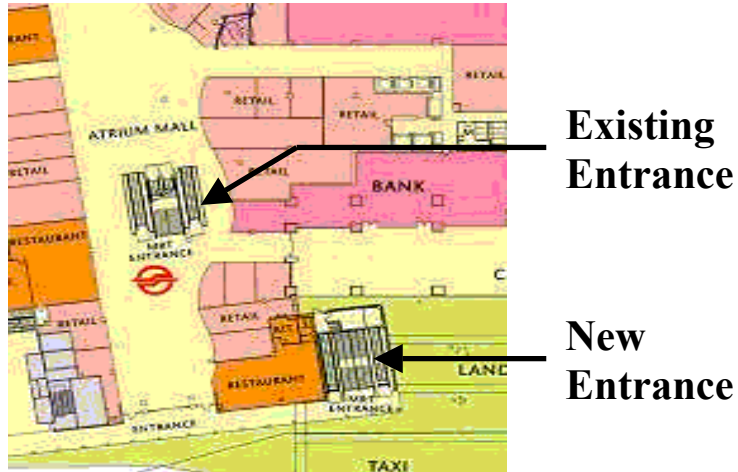 RETAIL
ATRIUM MALL
RETAIL
RETAIL
Existing
Entrance
RETAIL
BANK
RESTAURANT
MRT
ENTRANCE
RETAIL
RETAIL
New
Entrance
RESTAURANT
LAND
MRT
ENTRANCE
ENTRANCE
TAXI